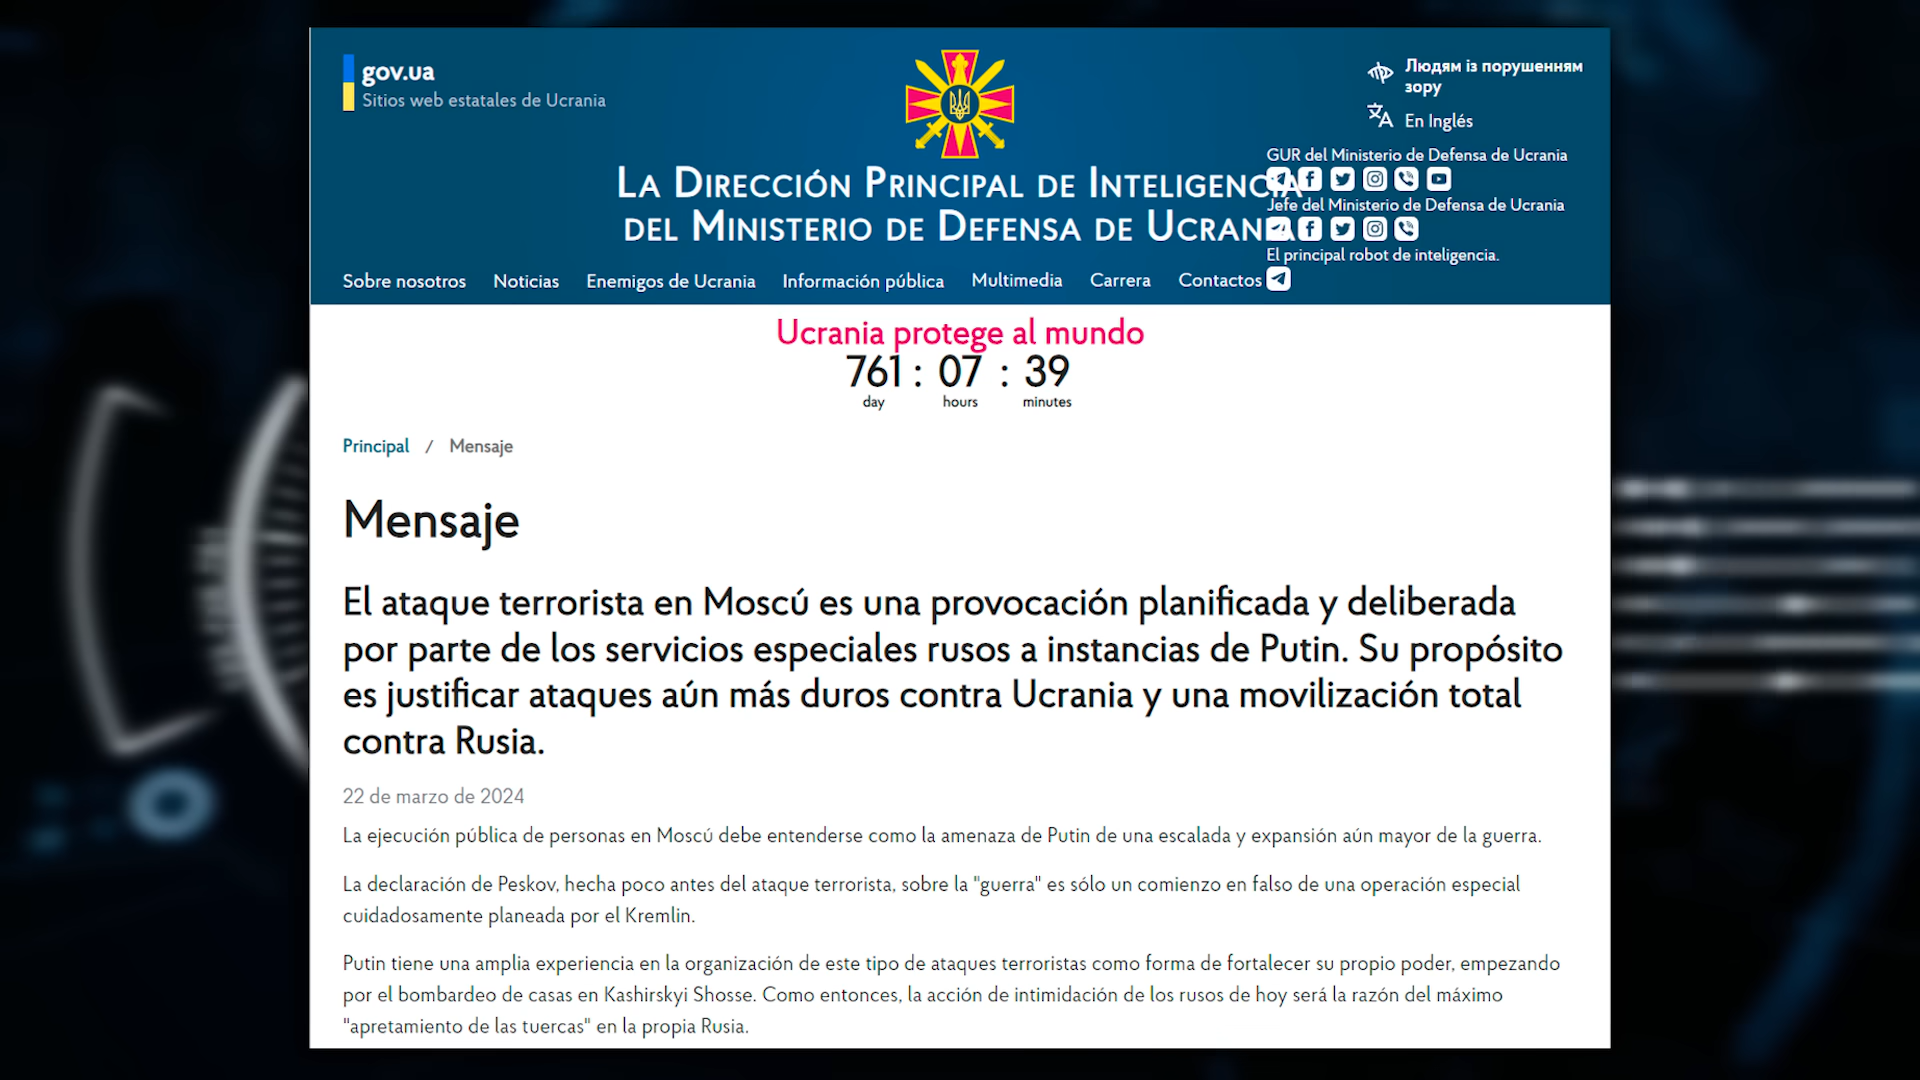 gov.ua
Sitios web estatales de Ucrania
Людям із порушенням
зору
En Inglés
GUR del Ministerio de Defensa de Ucrania
Jefe del Ministerio de Defensa de Ucrania
El principal robot de inteligencia.
La Dirección Principal de Inteligencia
del Ministerio de Defensa de Ucrania
Sobre nosotros Noticias Enemigos de Ucrania Información pública Multimedia Carrera Contactos
Ucrania protege al mundo
761 : 07 : 39
day hours minutes
Principal / Mensaje
Mensaje
El ataque terrorista en Moscú es una provocación planificada y deliberada
por parte de los servicios especiales rusos a instancias de Putin. Su propósito
es justificar ataques aún más duros contra Ucrania y una movilización total
contra Rusia.
22 de marzo de 2024
La ejecución pública de personas en Moscú debe entenderse como la amenaza de Putin de una escalada y expansión aún mayor de la guerra.
La declaración de Peskov, hecha poco antes del ataque terrorista, sobre la "guerra" es sólo un comienzo en falso de una operación especial
cuidadosamente planeada por el Kremlin.
Putin tiene una amplia experiencia en la organización de este tipo de ataques terroristas como forma de fortalecer su propio poder, empezando
por el bombardeo de casas en Kashirskyi Shosse. Como entonces, la acción de intimidación de los rusos de hoy será la razón del máximo
"apretamiento de las tuercas" en la propia Rusia.